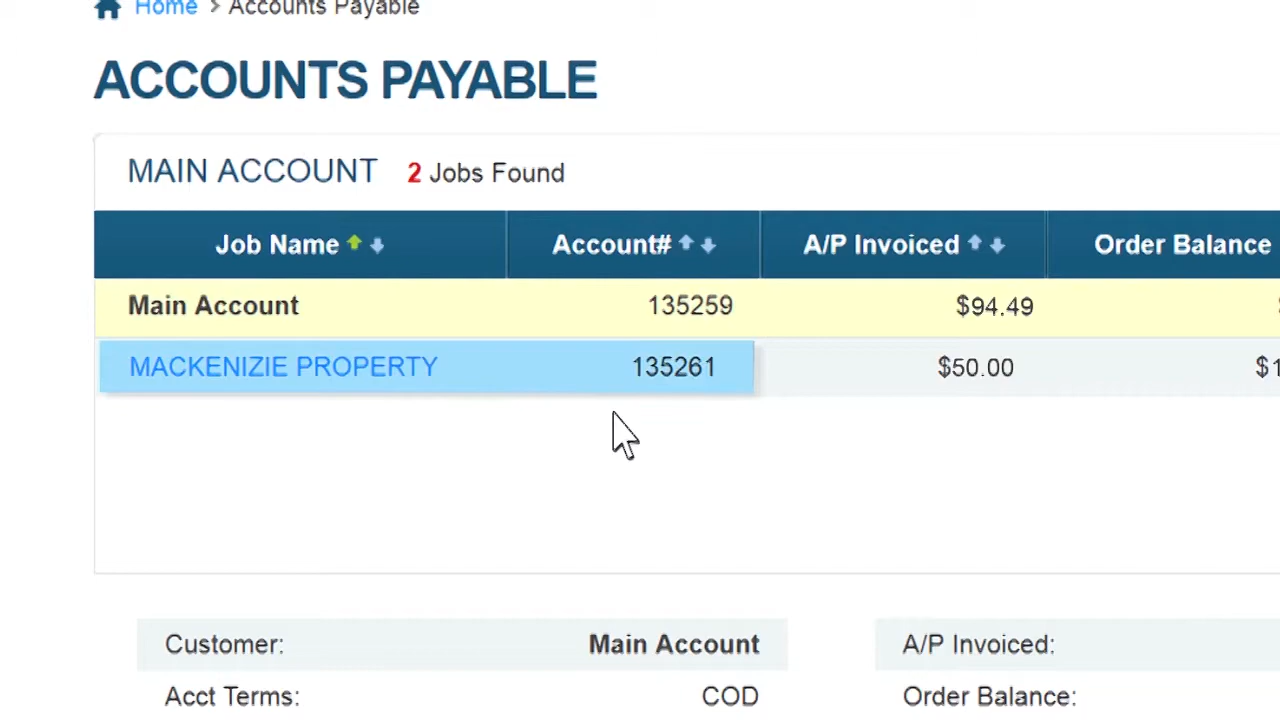 Home > Accounts Payable
ACCOUNTS PAYABLE
MAIN ACCOUNT 2 Jobs Found
Job Name Account# A/P Invoiced Order Balance
Main Account 135259 $94.49
MACKENIZIE PROPERTY 135261 $50.00 $1
Customer: Main Account A/P Invoiced:
Acct Terms: COD Order Balance: